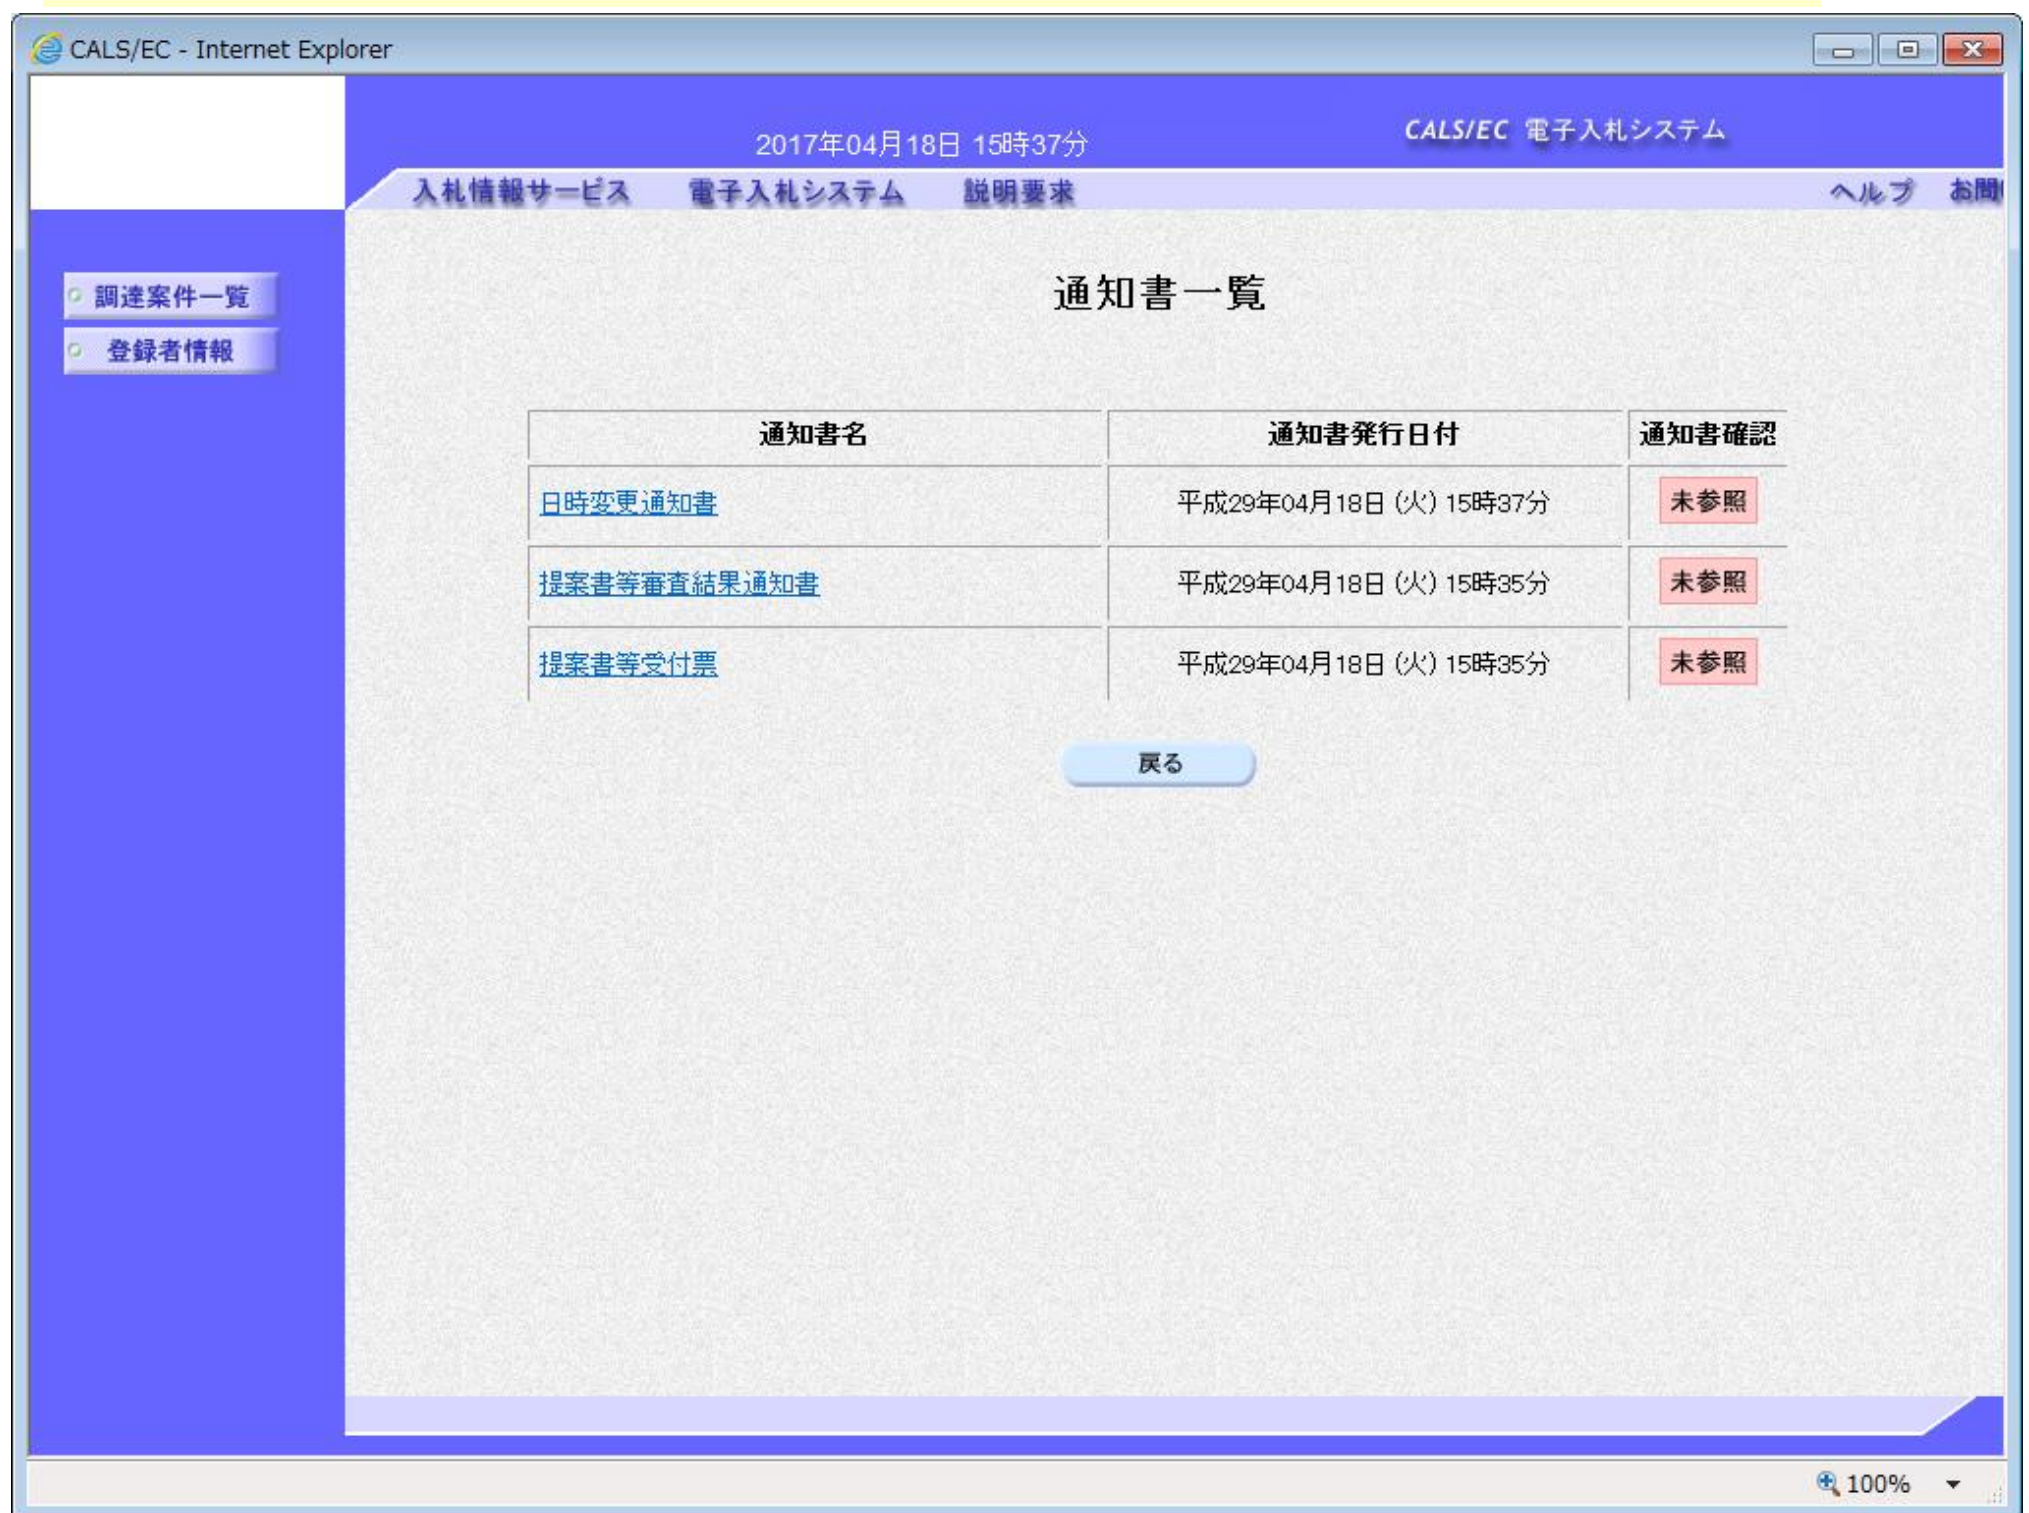 CALS/EC - Internet Explorer
2017年04月18日 15時37分
CALS/EC 電子入札システム
入札情報サービス 電子入札システム 説明要求 ヘルプ お問
調達案件一覧
登録者情報
通知書一覧
通知書名 通知書発行日付 通知書確認
日時変更通知書 平成29年04月18日 (火) 15時37分 未参照
提案書等審査結果通知書 平成29年04月18日 (火) 15時35分 未参照
提案書等受付票 平成29年04月18日 (火) 15時35分 未参照
戻る
100%